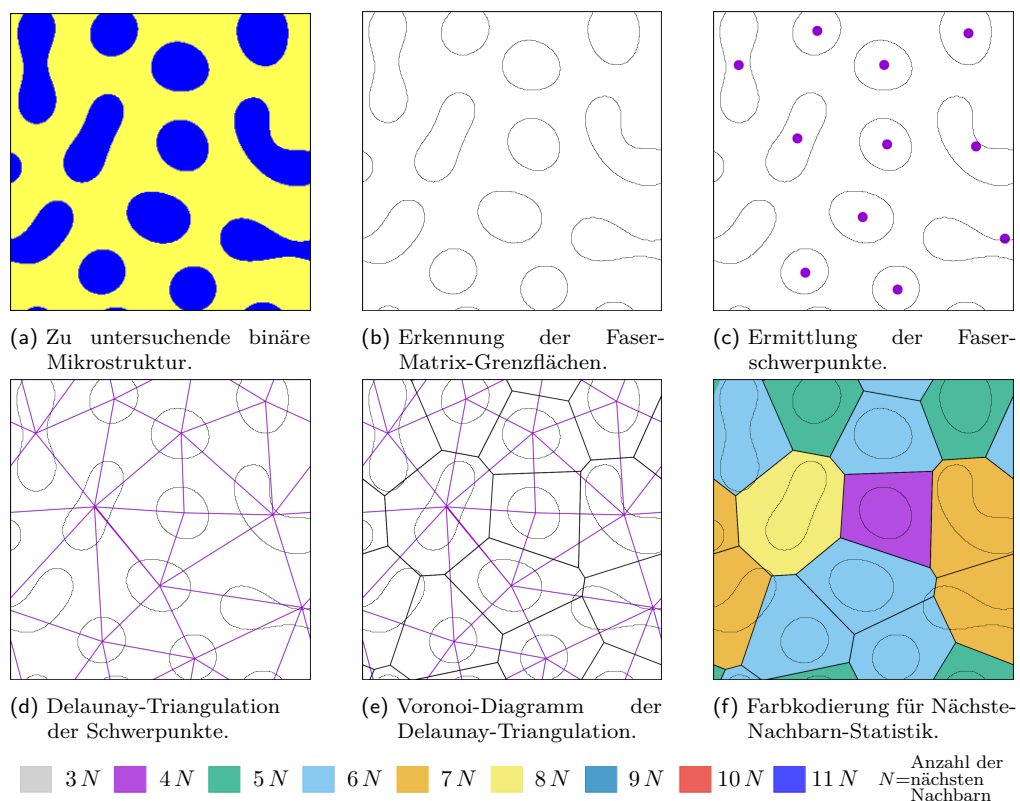 (a) Zu untersuchende binäre
Mikrostruktur.
(b) Erkennung der Faser-
Matrix-Grenzflächen.
(c) Ermittlung der Faser-
schwerpunkte.
(d) Delaunay-Triangulation
der Schwerpunkte.
(e) Voronoi-Diagramm der
Delaunay-Triangulation.
(f) Farbkodierung für Nächste-
Nachbarn-Statistik.
3 N 4 N 5 N 6 N 7 N 8 N 9 N 10 N 11 N N= Anzahl der
nächsten
Nachbarn